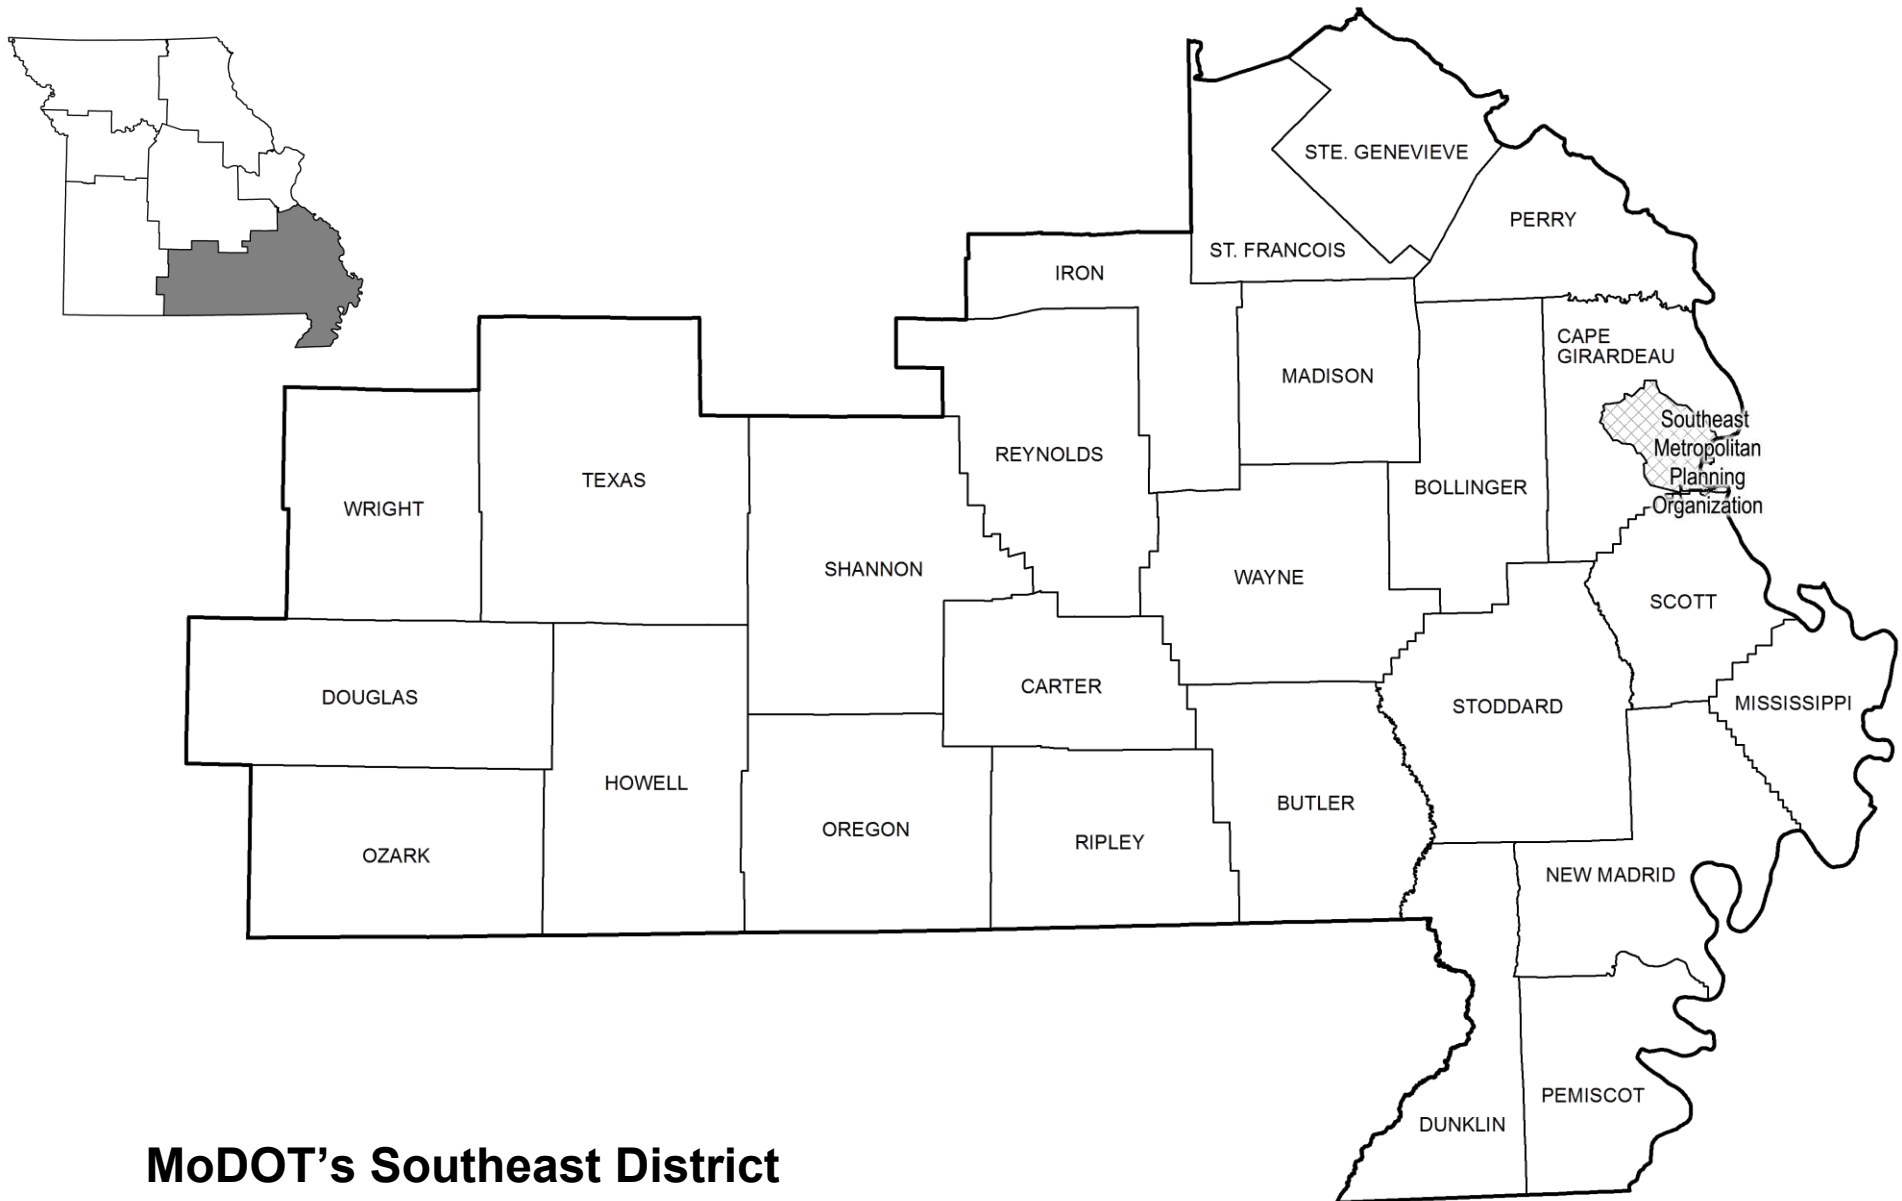 STE. GENEVIEVE
PERRY
ST. FRANCOIS
IRON
CAPE
GIRARDEAU
MADISON
Southeast
Metropolitan
Planning
Organization
REYNOLDS
TEXAS
BOLLINGER
WRIGHT
SHANNON
WAYNE
SCOTT
CARTER
DOUGLAS
MISSISSIPPI
STODDARD
HOWELL
BUTLER
OREGON
RIPLEY
OZARK
NEW MADRID
PEMISCOT
DUNKLIN
MoDOT’s Southeast District